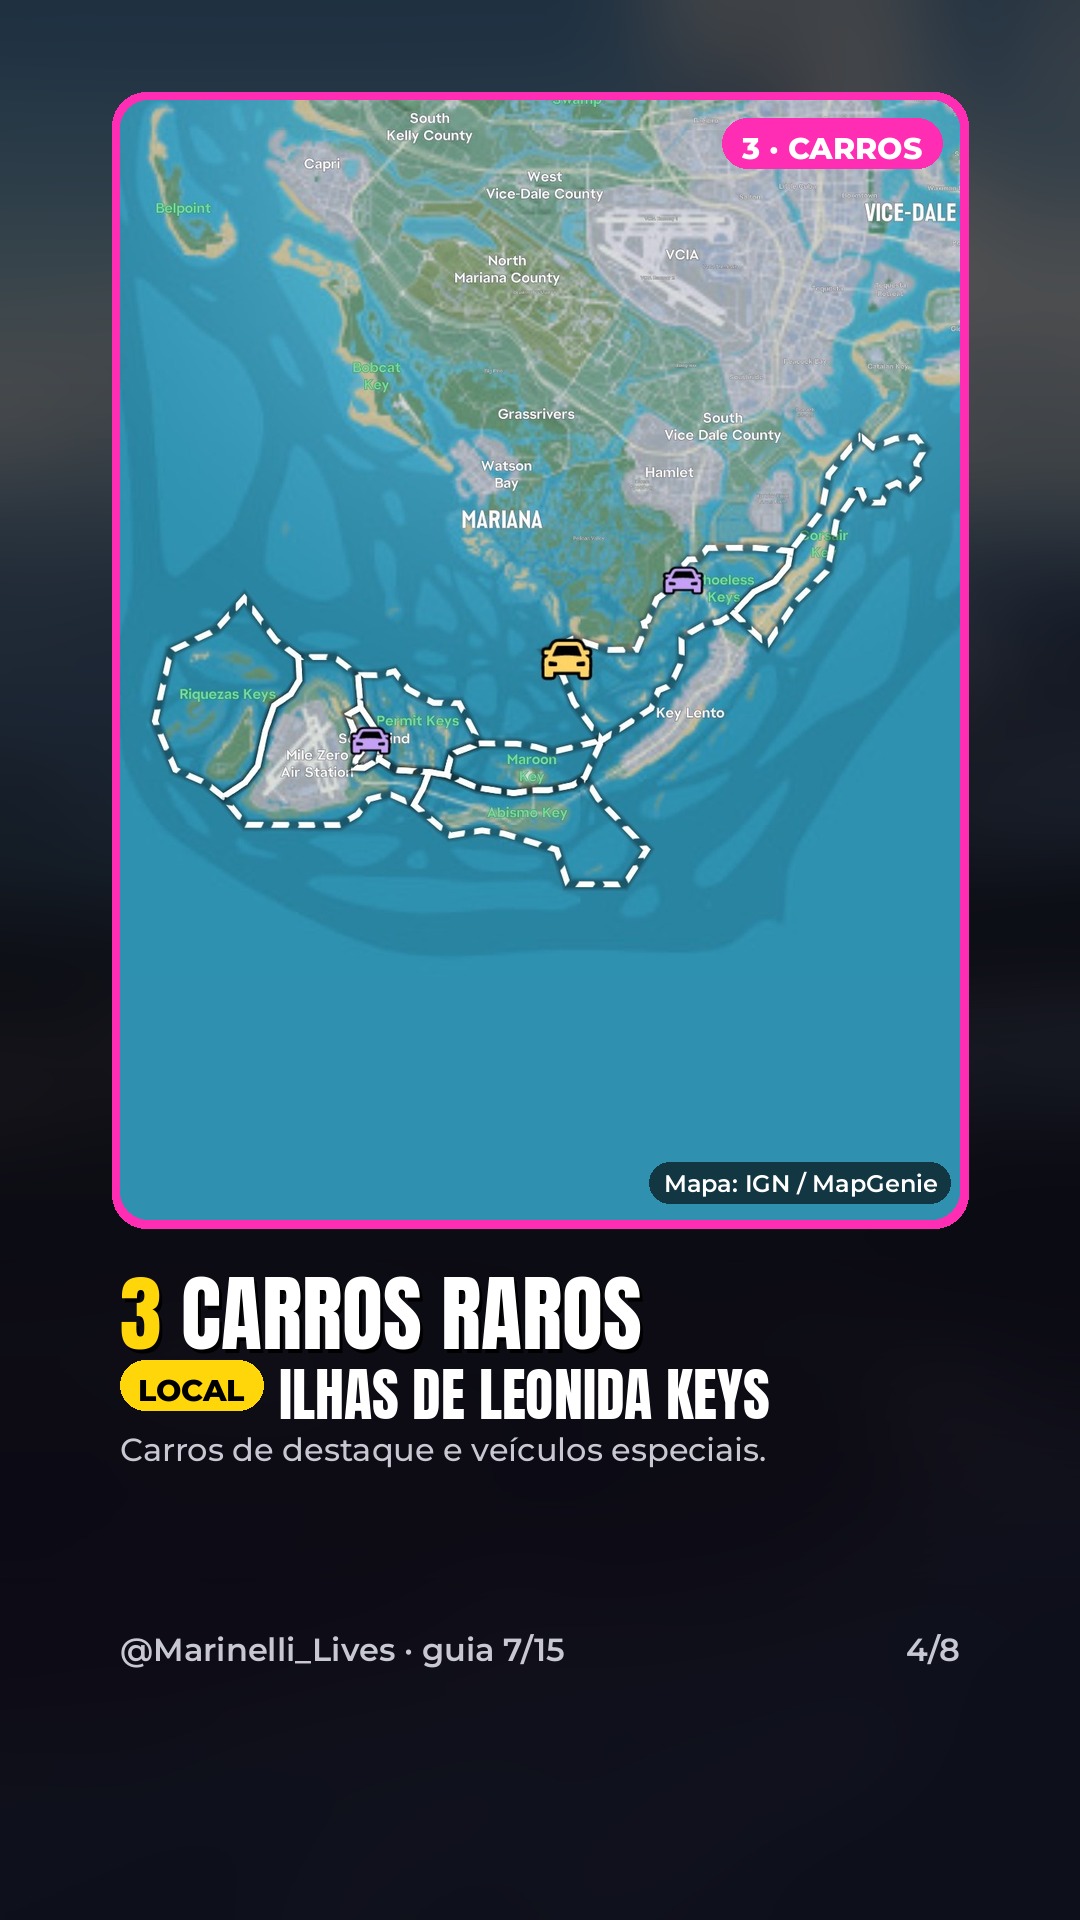 Swamp
South
Kelly County
3 · CARROS
Capri
West
Vice-Dale County
Belpoint
VICE-DALE
VCIA
North
Mariana County
Bobcat
Key
Grassrivers
South
Vice Dale County
Watson
Bay
Hamlet
MARIANA
Key
hoeless
Keys
Riquezas Keys
Permit Keys
Key Lento
Mile Zero
Air Station
Maroon
Key
Abismo Key
Mapa: IGN / MapGenie
3 CARROS RAROS
LOCAL ILHAS DE LEONIDA KEYS
Carros de destaque e veículos especiais.
@Marinelli_Lives · guia 7/15
4/8